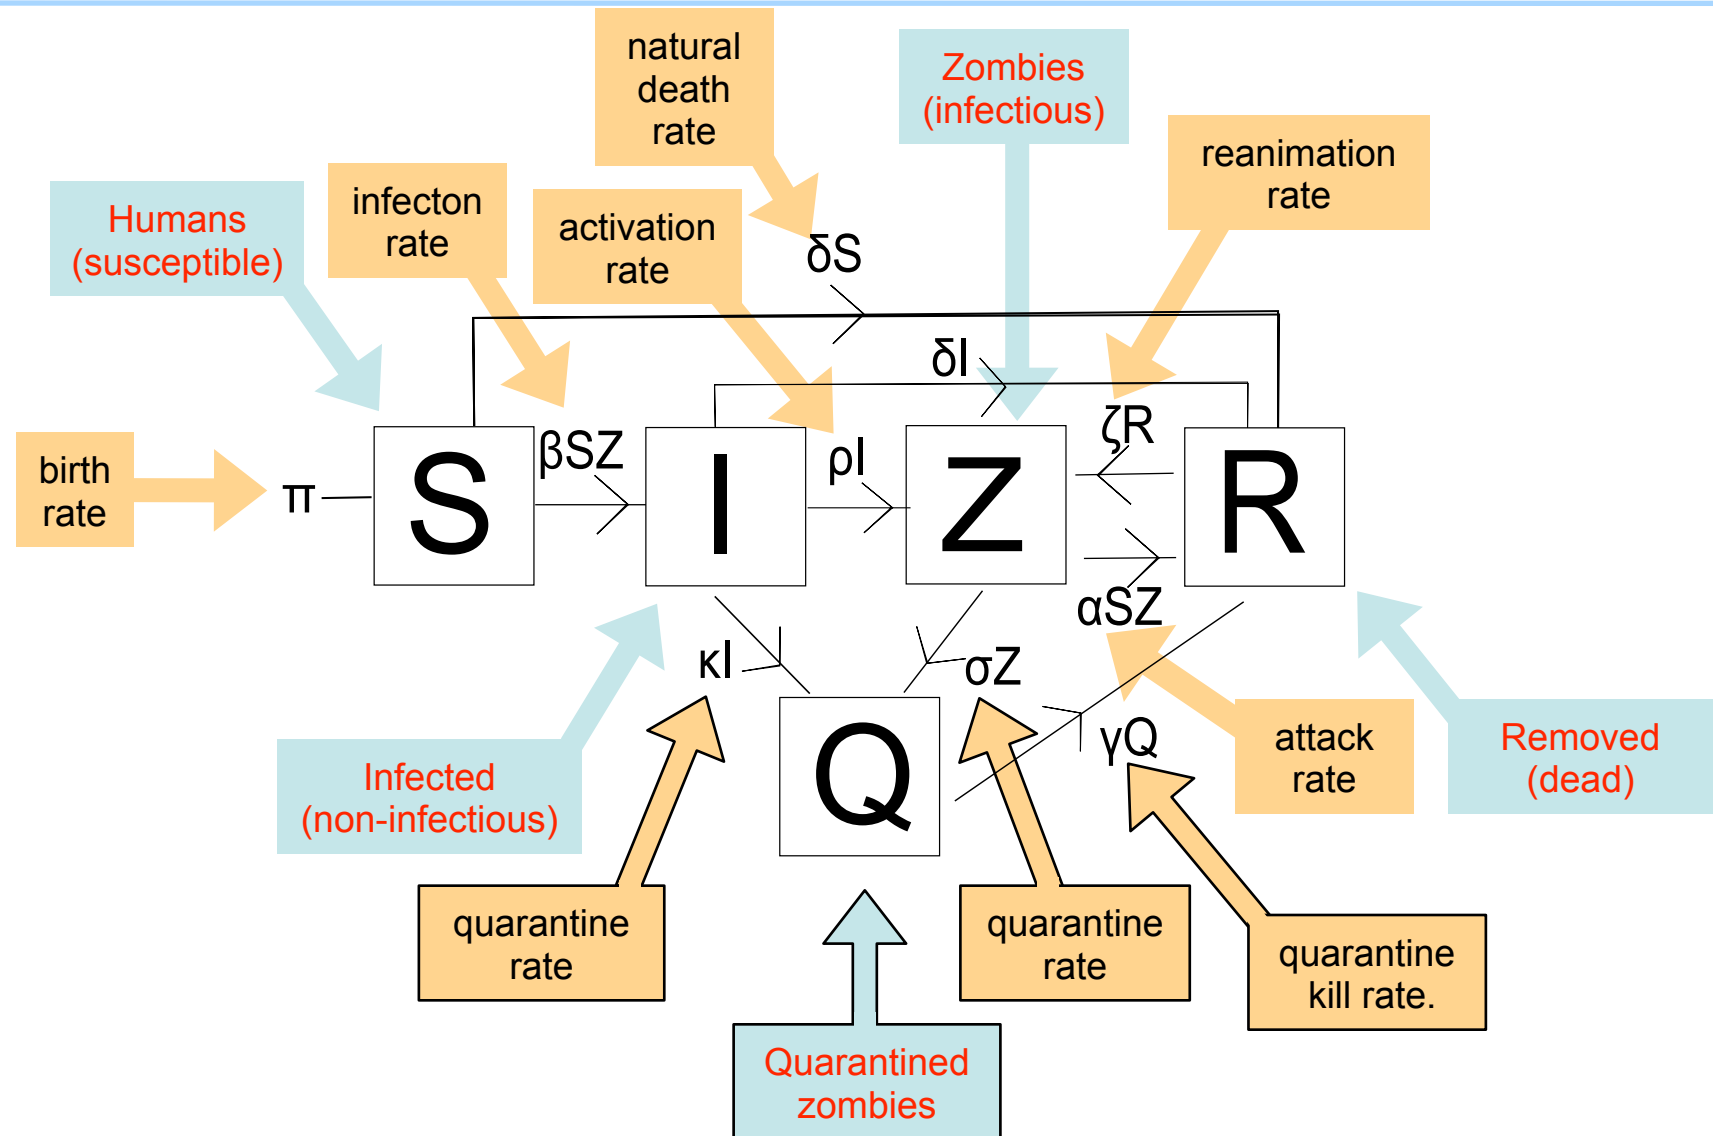 natural
death
rate
Zombies
(infectious)
reanimation
rate
Humans
(susceptible)
infecton
rate
activation
rate
δS
δI
birth
rate
π
S
βSZ
I
ρI
Z
ζR
R
αSZ
κI
σZ
Q
γQ
Infected
(non-infectious)
attack
rate
Removed
(dead)
quarantine
rate
quarantine
rate
quarantine
kill rate.
Quarantined
zombies